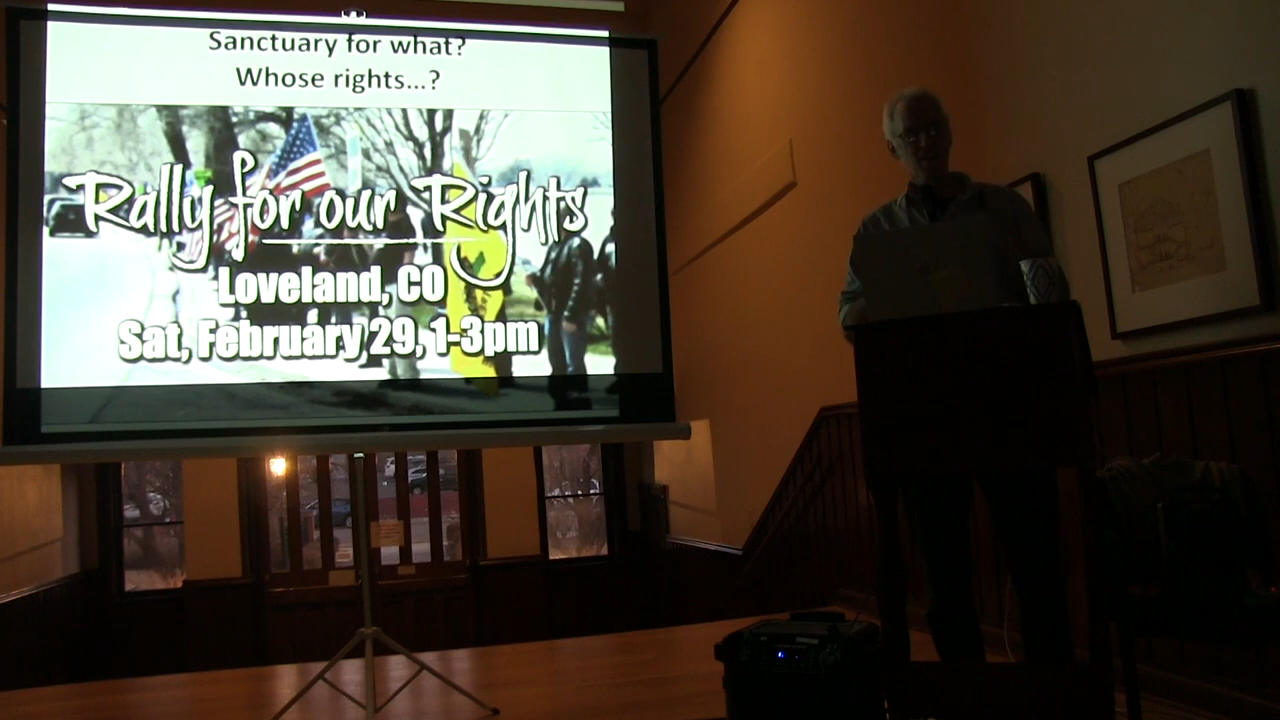 Sanctuary for what?
Whose rights...?
Rally for our Rights
Loveland, CO
Sat, February 29, 1-3pm